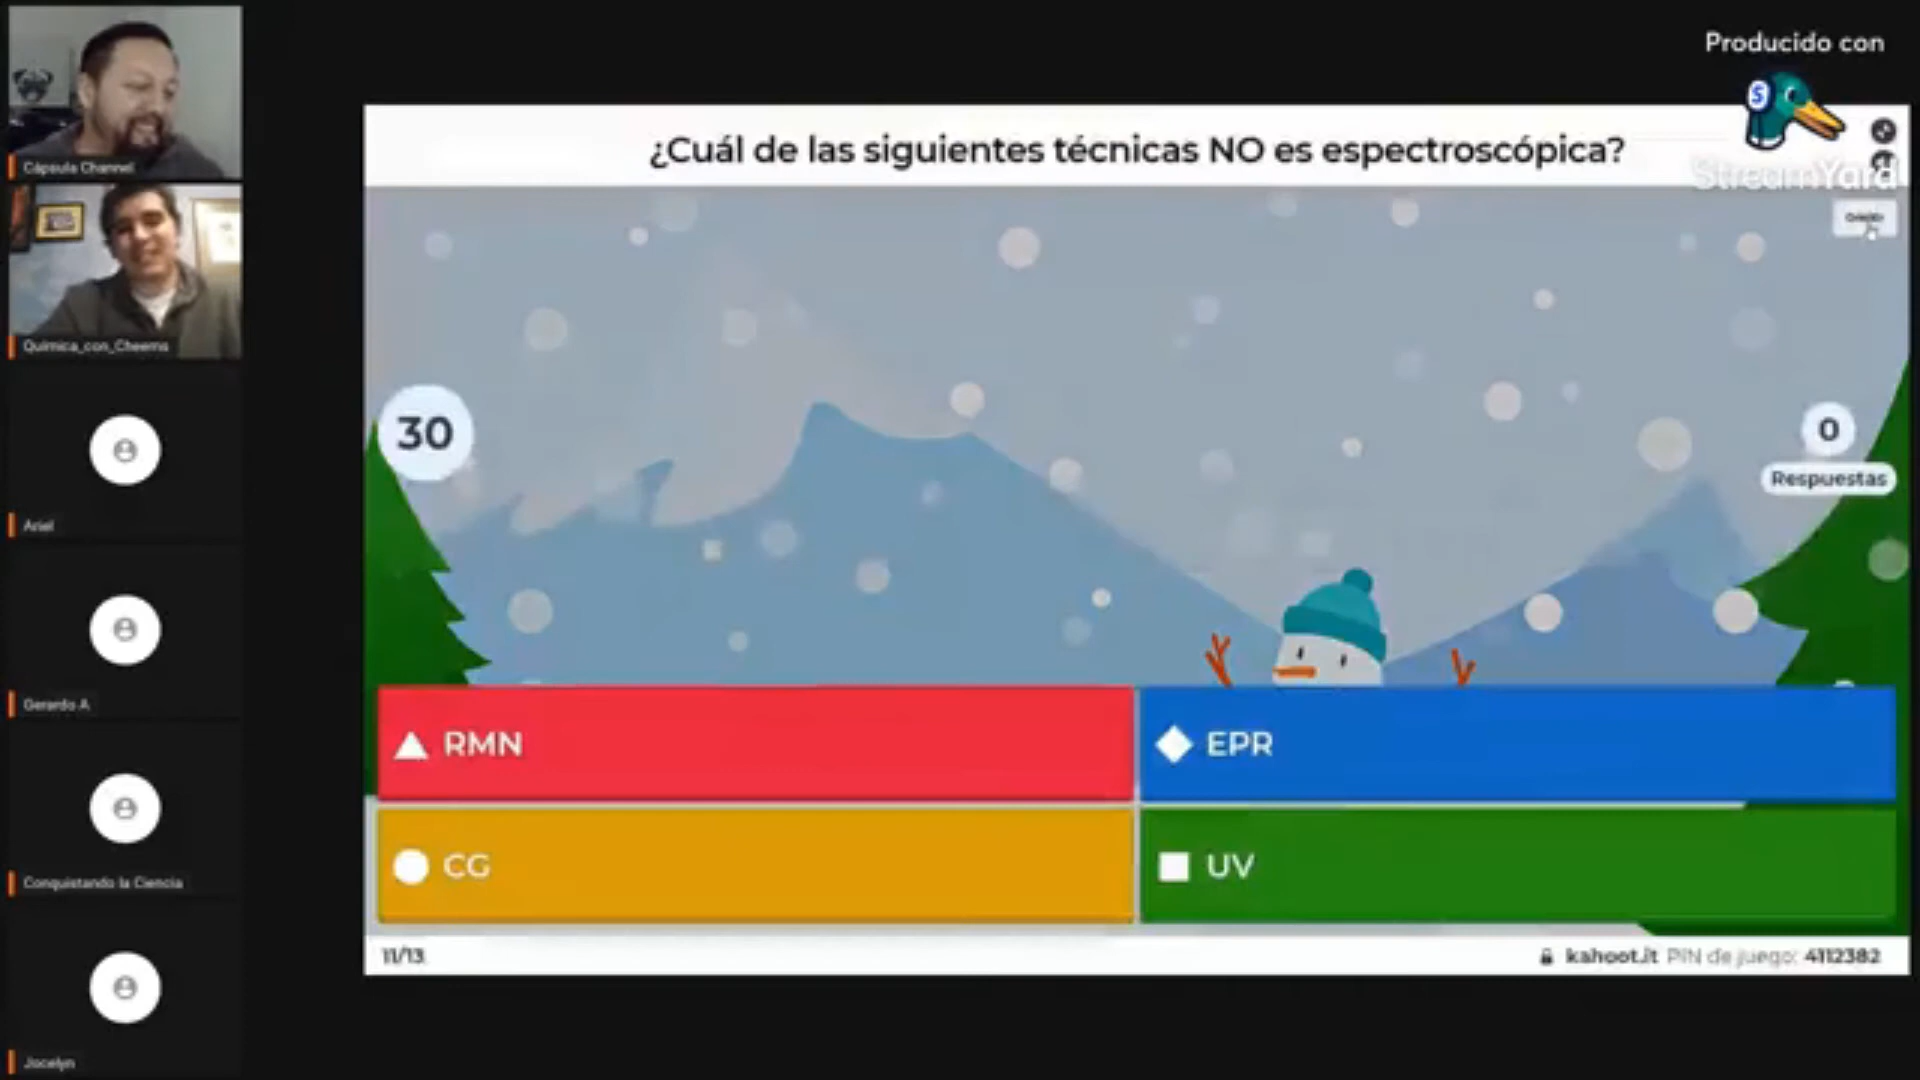 Producido con
StreamYard
Cápsula Channel
Química_con_Cheems
Ariel
Gerardo A
Conquistando la Ciencia
Jocelyn
¿Cuál de las siguientes técnicas NO es espectroscópica?
30
0
Respuestas
RMN
EPR
CG
UV
11/13
kahoot.it PIN de juego: 4112382